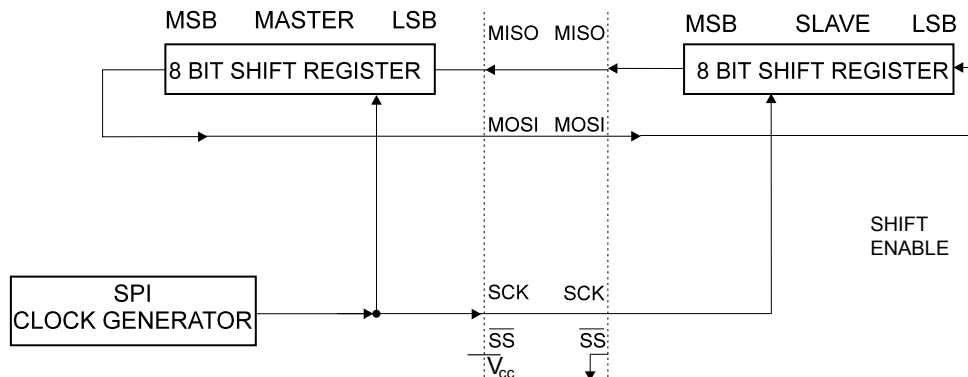 MSB MASTER LSB
8 BIT SHIFT REGISTER
MISO MISO
MSB SLAVE LSB
8 BIT SHIFT REGISTER
MOSI MOSI
SHIFT
ENABLE
SPI
CLOCK GENERATOR
SCK SCK
SS SS
Vcc